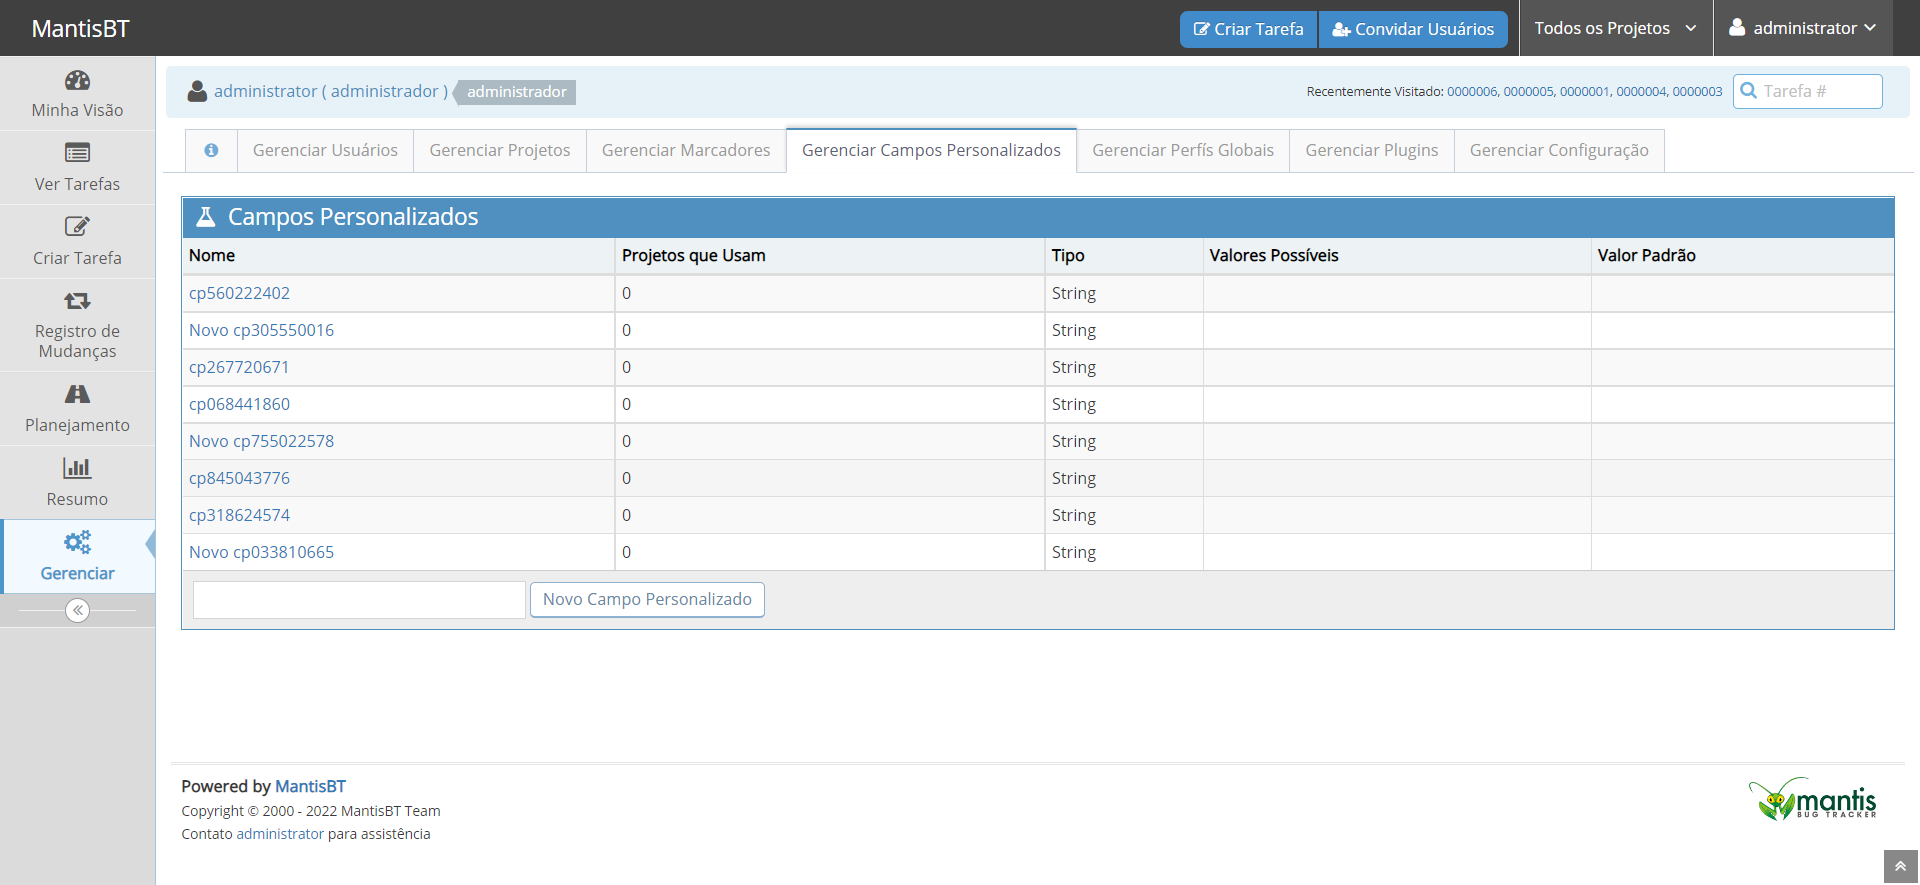 MantisBT
Criar Tarefa
Convidar Usuários
Todos os Projetos
administrator
Minha Visão
Ver Tarefas
Criar Tarefa
Registro de
Mudanças
Planejamento
Resumo
Gerenciar
administrator ( administrador )
administrador
Recentemente Visitado: 0000006, 0000005, 0000001, 0000004, 0000003
Tarefa #
Gerenciar Usuários
Gerenciar Projetos
Gerenciar Marcadores
Gerenciar Campos Personalizados
Gerenciar Perfís Globais
Gerenciar Plugins
Gerenciar Configuração
Campos Personalizados
Nome Projetos que Usam Tipo Valores Possíveis Valor Padrão
cp560222402 0 String
Novo cp305550016 0 String
cp267720671 0 String
cp068441860 0 String
Novo cp755022578 0 String
cp845043776 0 String
cp318624574 0 String
Novo cp033810665 0 String
Novo Campo Personalizado
Powered by MantisBT
Copyright © 2000 - 2022 MantisBT Team
Contato administrator para assistência
mantis
BUG TRACKER